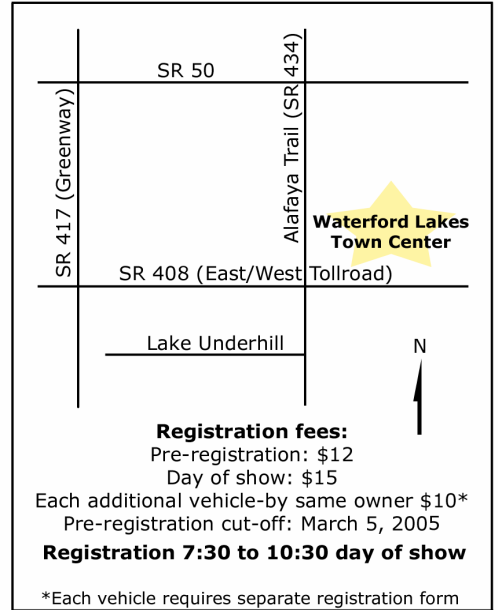 SR 50
SR 417 (Greenway)
Alafaya Trail (SR 434)
Waterford Lakes
Town Center
SR 408 (East/West Tollroad)
Lake Underhill
N
Registration fees:
Pre-registration: $12
Day of show: $15
Each additional vehicle-by same owner $10*
Pre-registration cut-off: March 5, 2005
Registration 7:30 to 10:30 day of show
*Each vehicle requires separate registration form